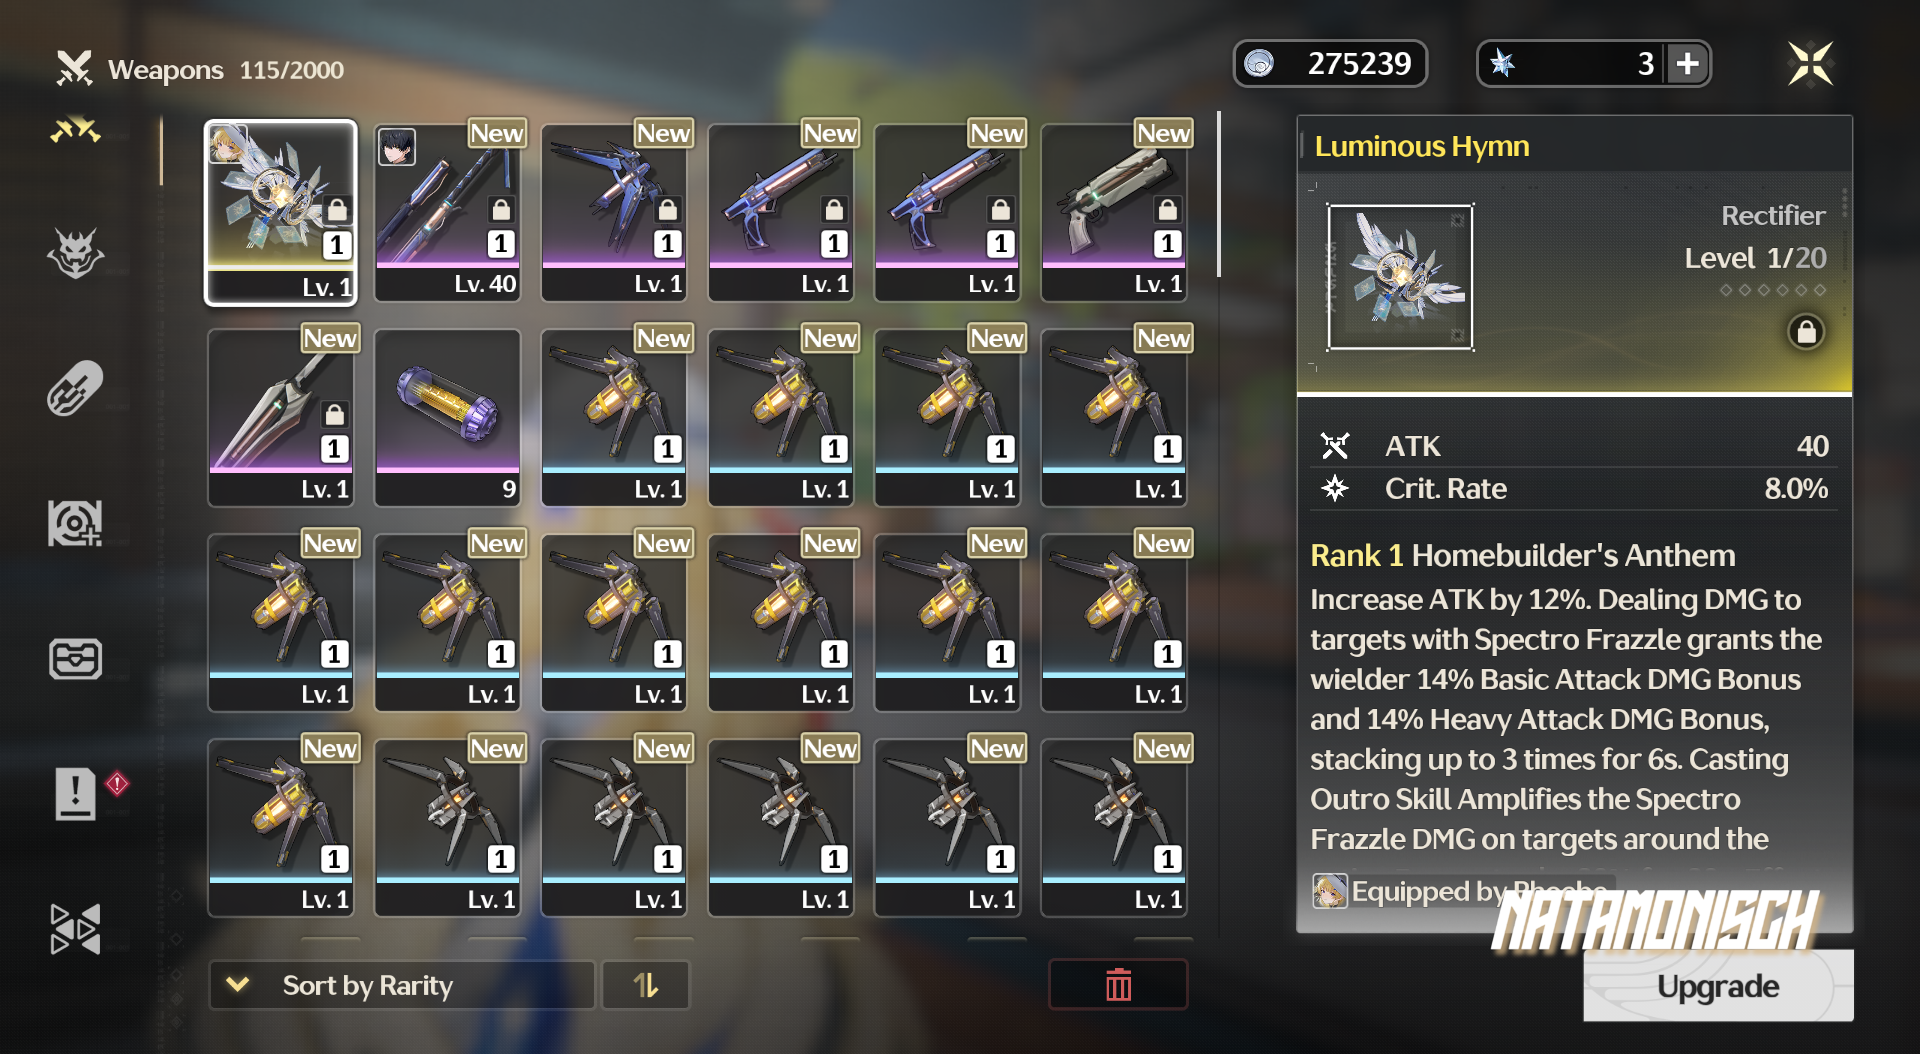 Weapons 115/2000
275239
3
New New New New New
1 1 1 1 1 1
Lv. 1 Lv. 40 Lv. 1 Lv. 1 Lv. 1 Lv. 1
New New New New New
1 1 1 1 1
Lv. 1 9 Lv. 1 Lv. 1 Lv. 1 Lv. 1
New New New New New New
1 1 1 1 1 1
Lv. 1 Lv. 1 Lv. 1 Lv. 1 Lv. 1 Lv. 1
New New New New New New
1 1 1 1 1 1
Lv. 1 Lv. 1 Lv. 1 Lv. 1 Lv. 1 Lv. 1
Sort by Rarity
Luminous Hymn
Rectifier
Level 1/20
ATK 40
Crit. Rate 8.0%
Rank 1 Homebuilder's Anthem
Increase ATK by 12%. Dealing DMG to
targets with Spectro Frazzle grants the
wielder 14% Basic Attack DMG Bonus
and 14% Heavy Attack DMG Bonus,
stacking up to 3 times for 6s. Casting
Outro Skill Amplifies the Spectro
Frazzle DMG on targets around the
Equipped by Phoebe
NATAMONISCH
Upgrade